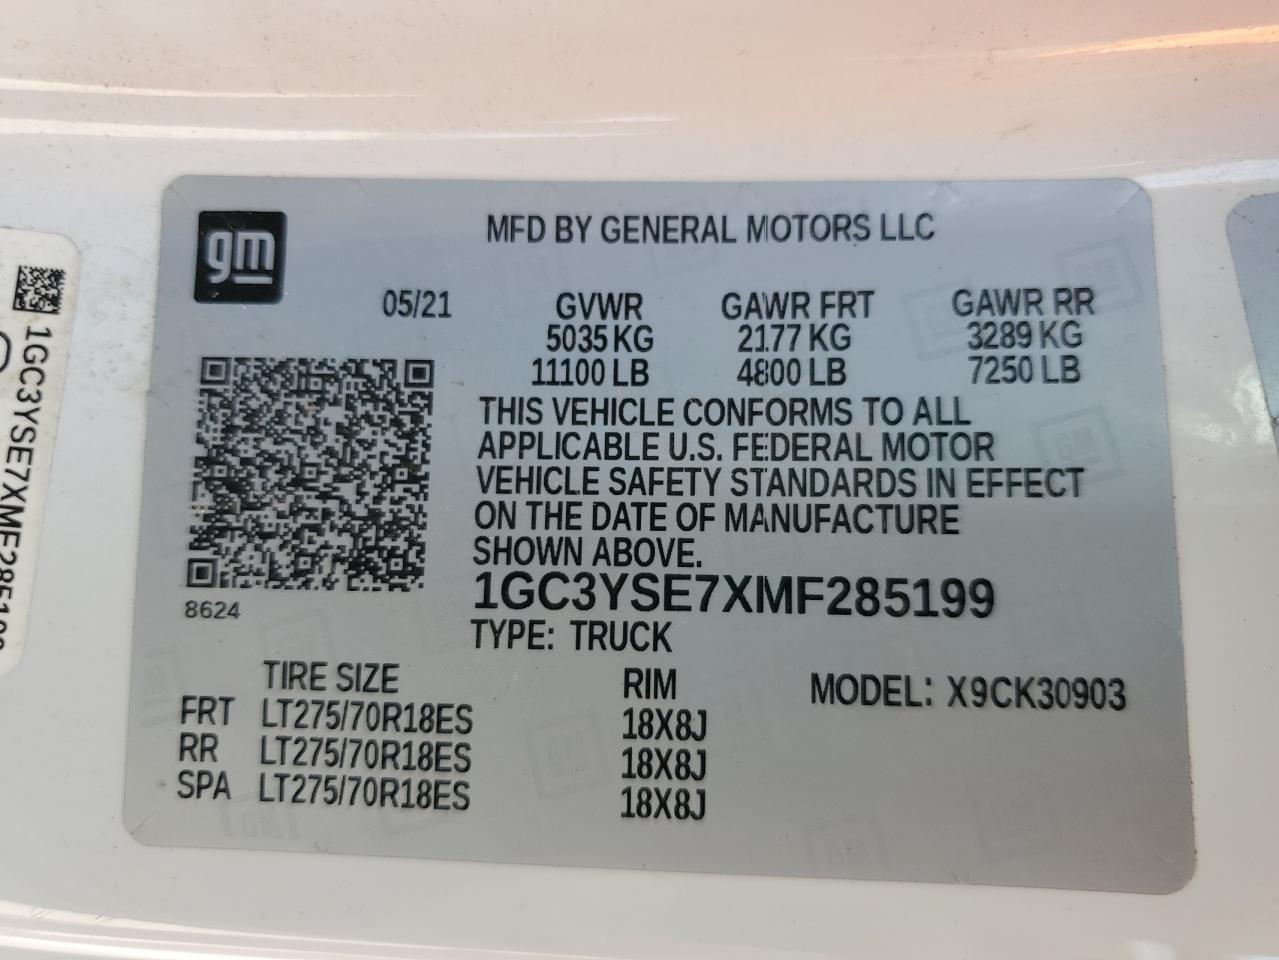 gm
MFD BY GENERAL MOTORS LLC
05/21 GVWR GAWR FRT GAWR RR
5035 KG 2177 KG 3289 KG
11100 LB 4800 LB 7250 LB
THIS VEHICLE CONFORMS TO ALL
APPLICABLE U.S. FEDERAL MOTOR
VEHICLE SAFETY STANDARDS IN EFFECT
ON THE DATE OF MANUFACTURE
SHOWN ABOVE.
8624
1GC3YSE7XMF285199
TYPE: TRUCK
TIRE SIZE RIM MODEL: X9CK30903
FRT LT275/70R18ES 18X8J
RR LT275/70R18ES 18X8J
SPA LT275/70R18ES 18X8J